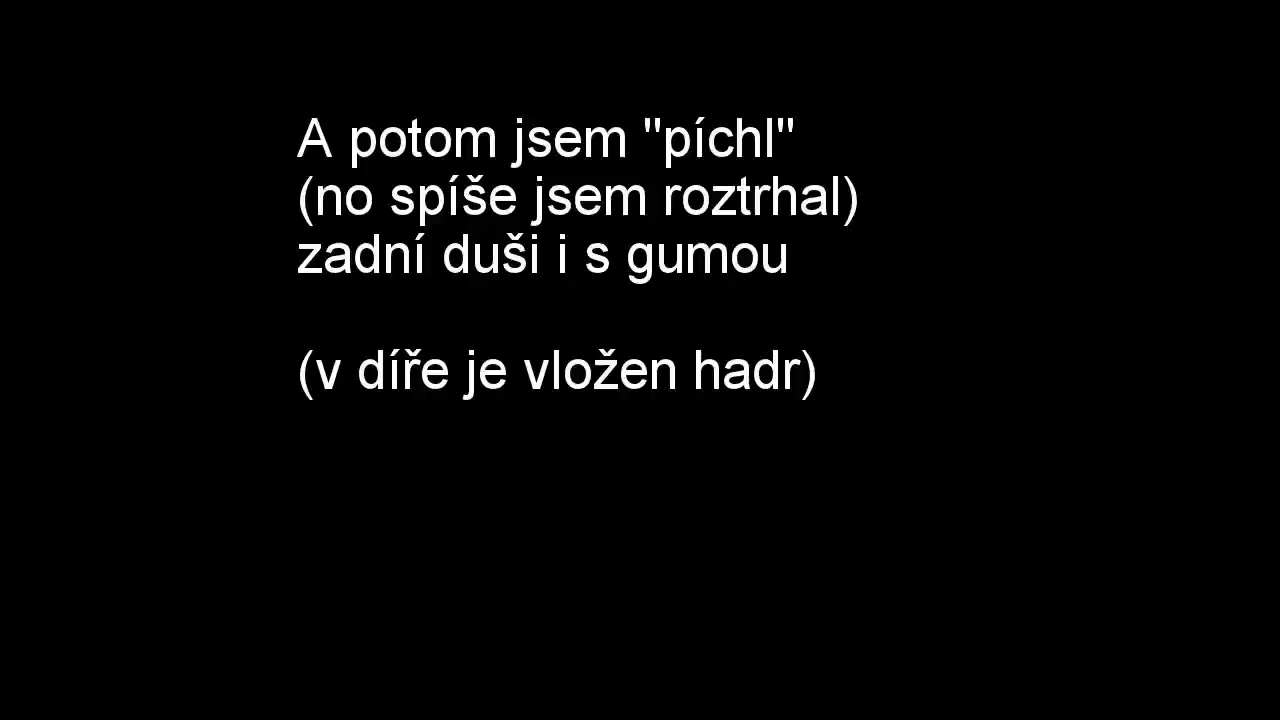 A potom jsem "píchl"
(no spíše jsem roztrhal)
zadní duši i s gumou
(v díře je vložen hadr)